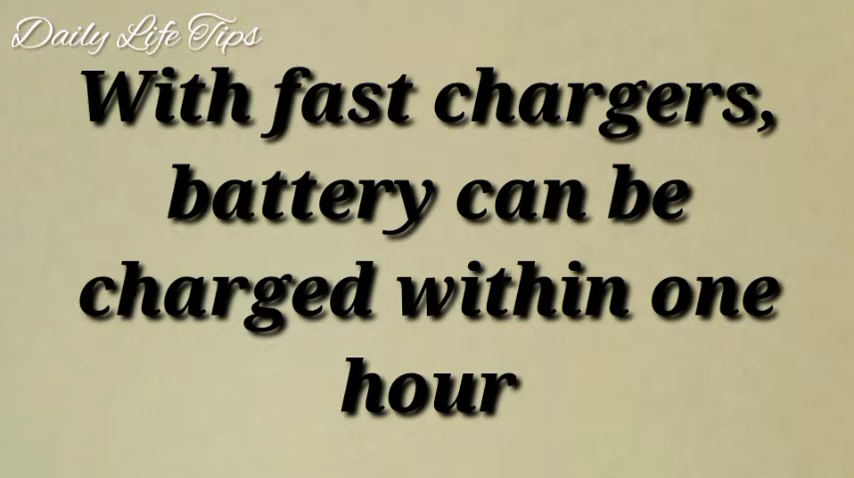 Daily Life Tips
With fast chargers,
battery can be
charged within one
hour